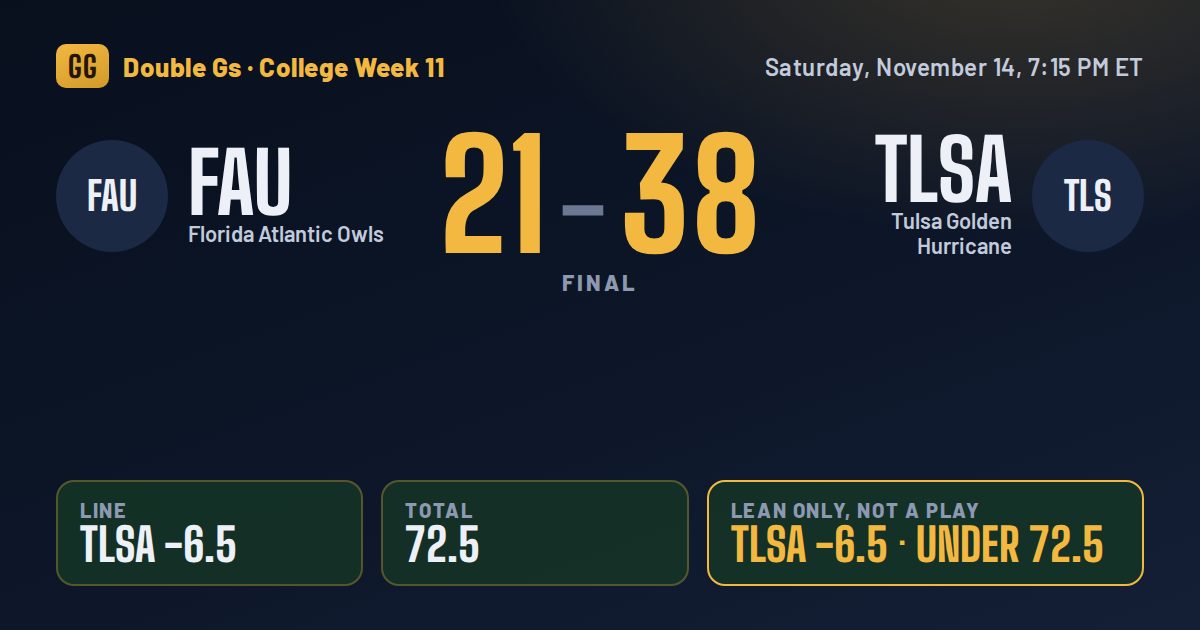 GG Double Gs · College Week 11
Saturday, November 14, 7:15 PM ET
FAU
FAU
Florida Atlantic Owls
21 – 38
FINAL
TLSA
Tulsa Golden
Hurricane
TLS
LINE
TLSA –6.5
TOTAL
72.5
LEAN ONLY, NOT A PLAY
TLSA –6.5 · UNDER 72.5